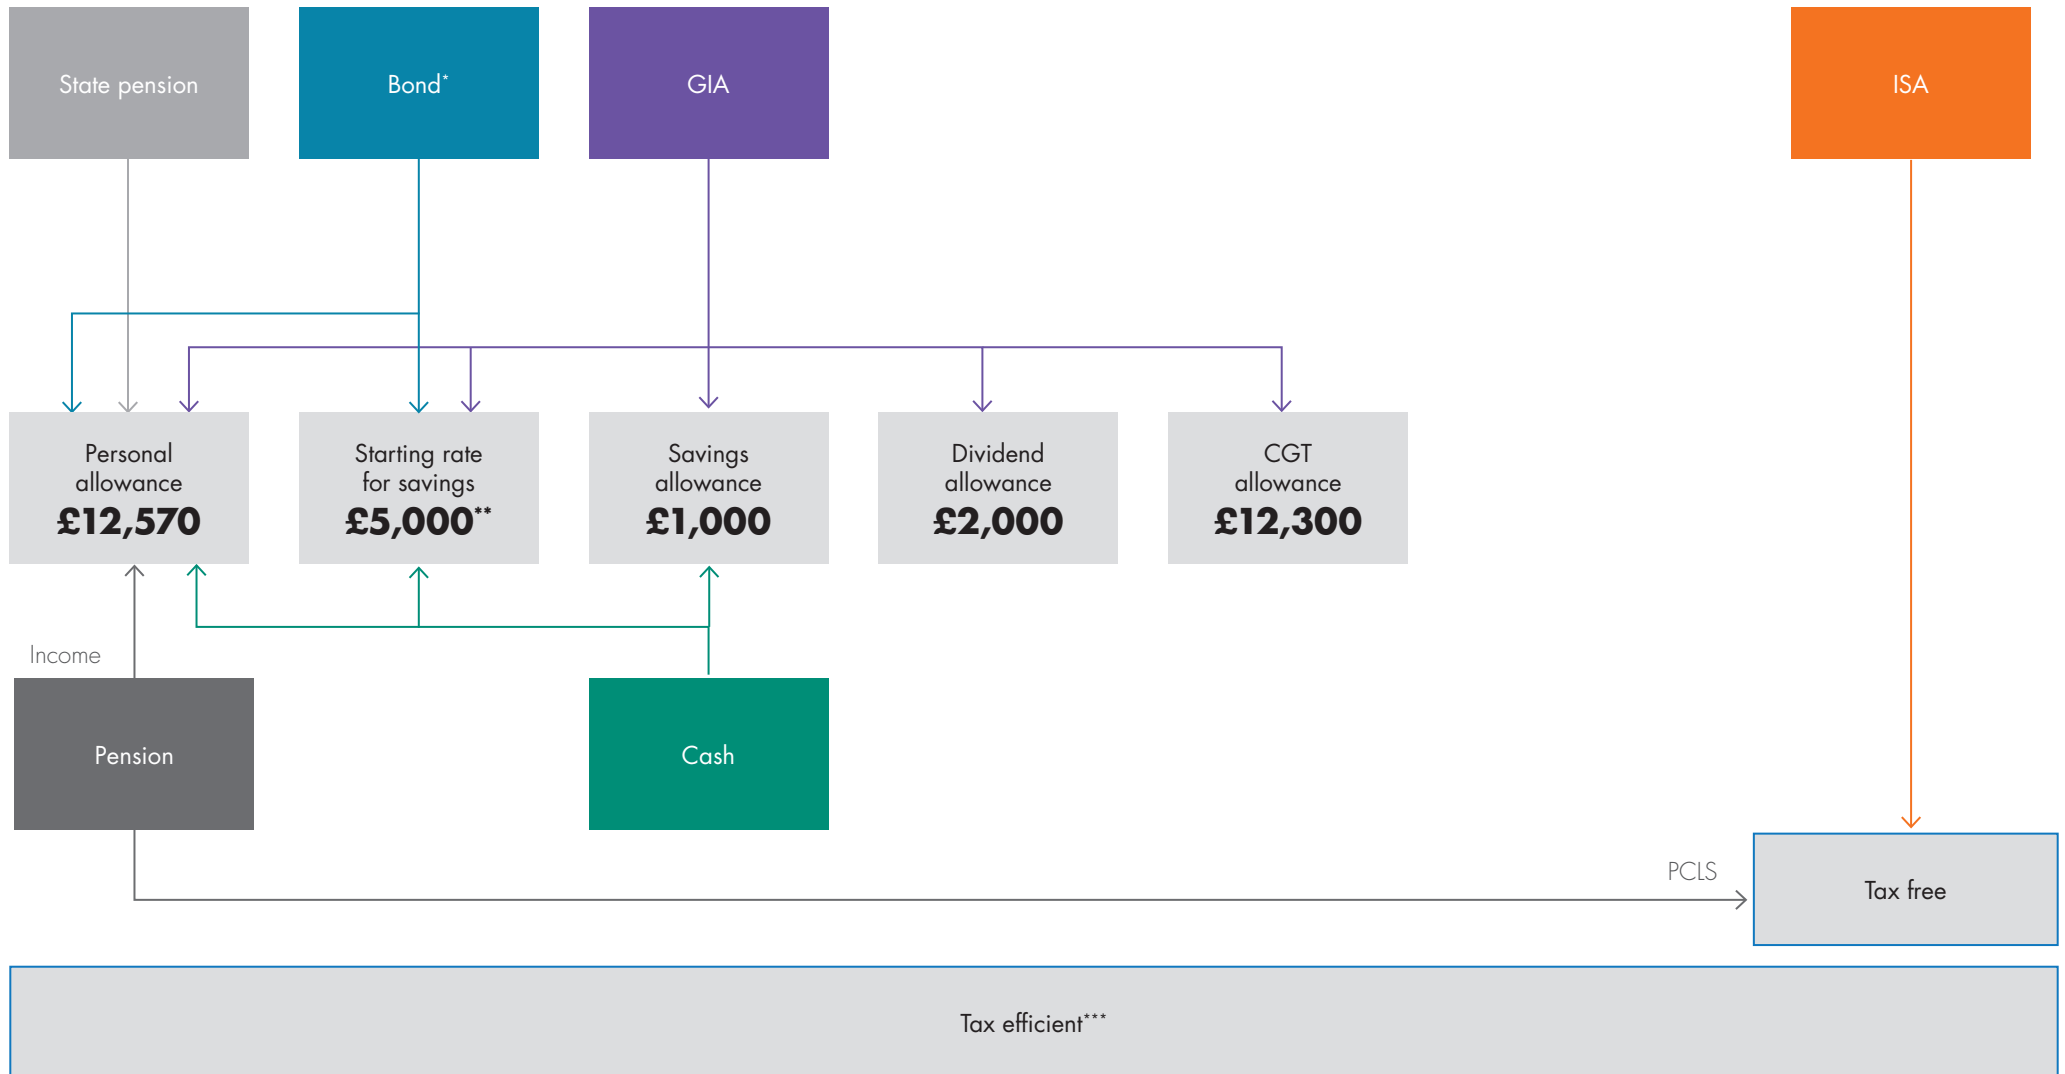 State pension
Bond*
GIA
ISA
Personal
allowance
£12,570
Starting rate
for savings
£5,000**
Savings
allowance
£1,000
Dividend
allowance
£2,000
CGT
allowance
£12,300
Income
Pension
Cash
PCLS
Tax free
Tax efficient***